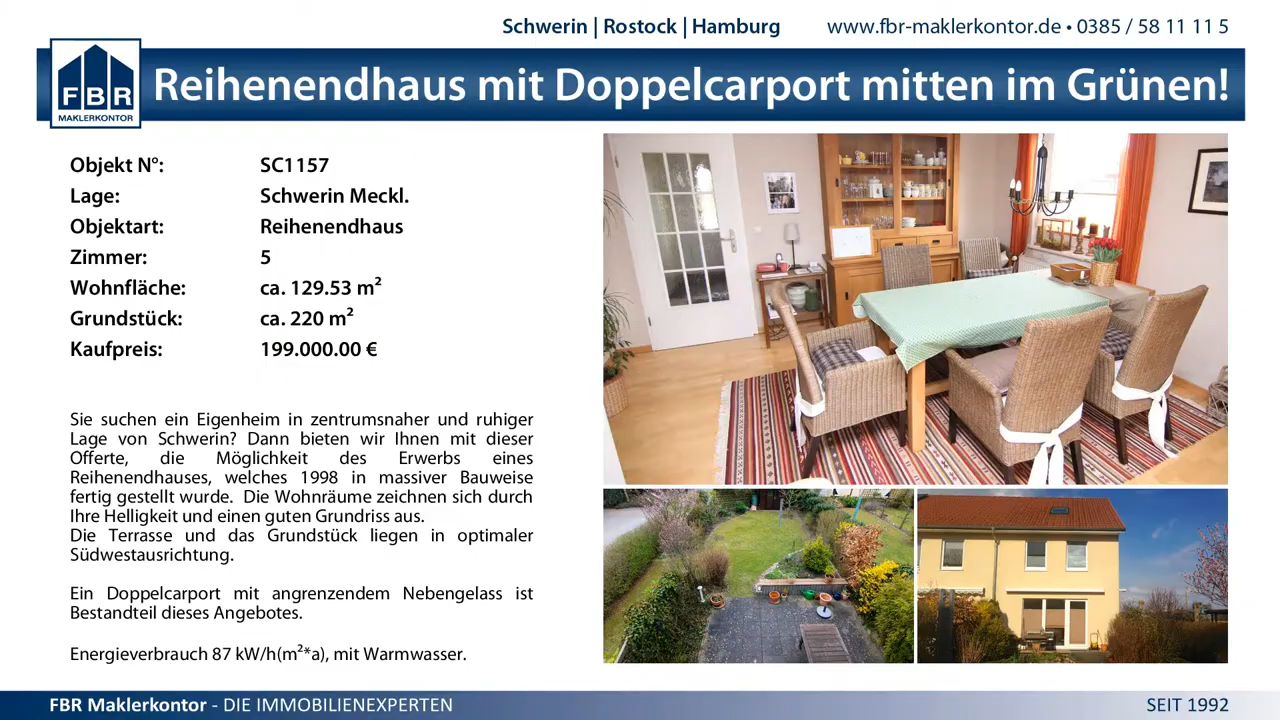 Schwerin | Rostock | Hamburg www.fbr-maklerkontor.de • 0385 / 58 11 11 5
FBR
MAKLERKONTOR
Reihenendhaus mit Doppelcarport mitten im Grünen!
Objekt N°: SC1157
Lage: Schwerin Meckl.
Objektart: Reihenendhaus
Zimmer: 5
Wohnfläche: ca. 129.53 m²
Grundstück: ca. 220 m²
Kaufpreis: 199.000.00 €
Sie suchen ein Eigenheim in zentrumsnaher und ruhiger
Lage von Schwerin? Dann bieten wir Ihnen mit dieser
Offerte, die Möglichkeit des Erwerbs eines
Reihenendhauses, welches 1998 in massiver Bauweise
fertig gestellt wurde. Die Wohnräume zeichnen sich durch
Ihre Helligkeit und einen guten Grundriss aus.
Die Terrasse und das Grundstück liegen in optimaler
Südwestausrichtung.
Ein Doppelcarport mit angrenzendem Nebengelass ist
Bestandteil dieses Angebotes.
Energieverbrauch 87 kW/h(m²*a), mit Warmwasser.
FBR Maklerkontor - DIE IMMOBILIENEXPERTEN SEIT 1992